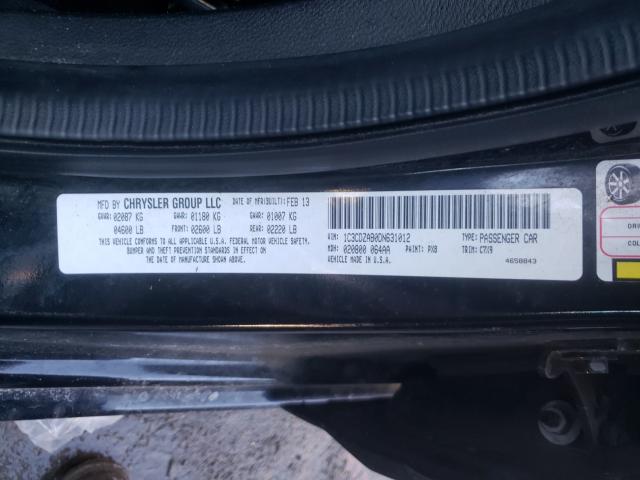 MFD BY CHRYSLER GROUP LLC DATE OF MFR(BUILT): FEB 13
GVWR: 02087 KG GAWR: 01180 KG GAWR: 01007 KG
04600 LB FRONT: 02600 LB REAR: 02220 LB
THIS VEHICLE CONFORMS TO ALL APPLICABLE U.S.A. FEDERAL MOTOR VEHICLE SAFETY,
BUMPER AND THEFT PREVENTION STANDARDS IN EFFECT ON
THE DATE OF MANUFACTURE SHOWN ABOVE.
VIN: 1C3CDZAB0DN631012 TYPE: PASSENGER CAR
MDH: 020800 064AA PAINT: PX8 TRIM: C7X9
VEHICLE MADE IN U.S.A. 4658843